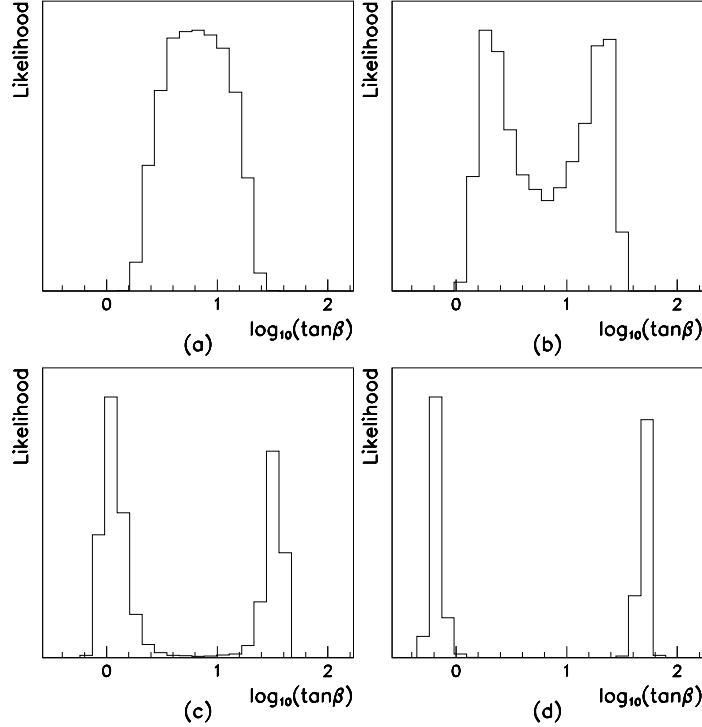 Likelihood
0 1 2
log₁₀(tanβ)
(a)
Likelihood
0 1 2
log₁₀(tanβ)
(b)
Likelihood
0 1 2
log₁₀(tanβ)
(c)
Likelihood
0 1 2
log₁₀(tanβ)
(d)